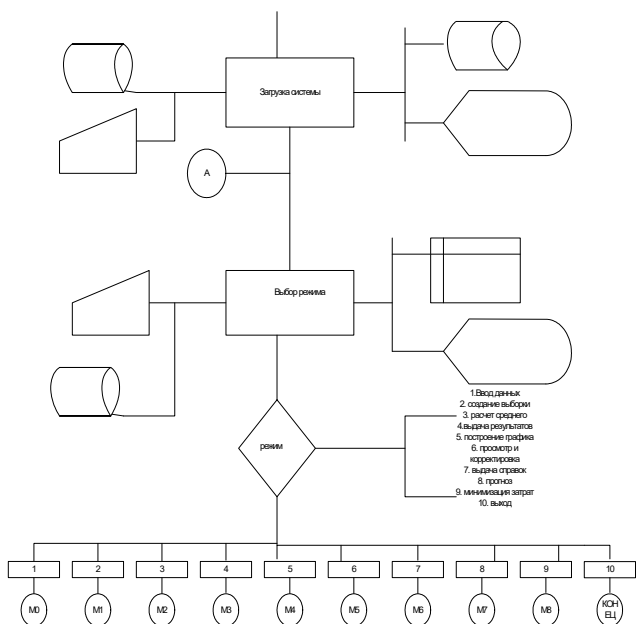 Загрузка системы
А
Выбор режима
режим
1.Ввод данных
2. создание выборки
3. расчет среднего
4.выдача результатов
5. построение графика
6. просмотр и
корректировка
7. выдача справок
8. прогноз
9. минимизация затрат
10. выход
1 2 3 4 5 6 7 8 9 10
М0 М1 М2 М3 М4 М5 М6 М7 М8 КОН
ЕЦ